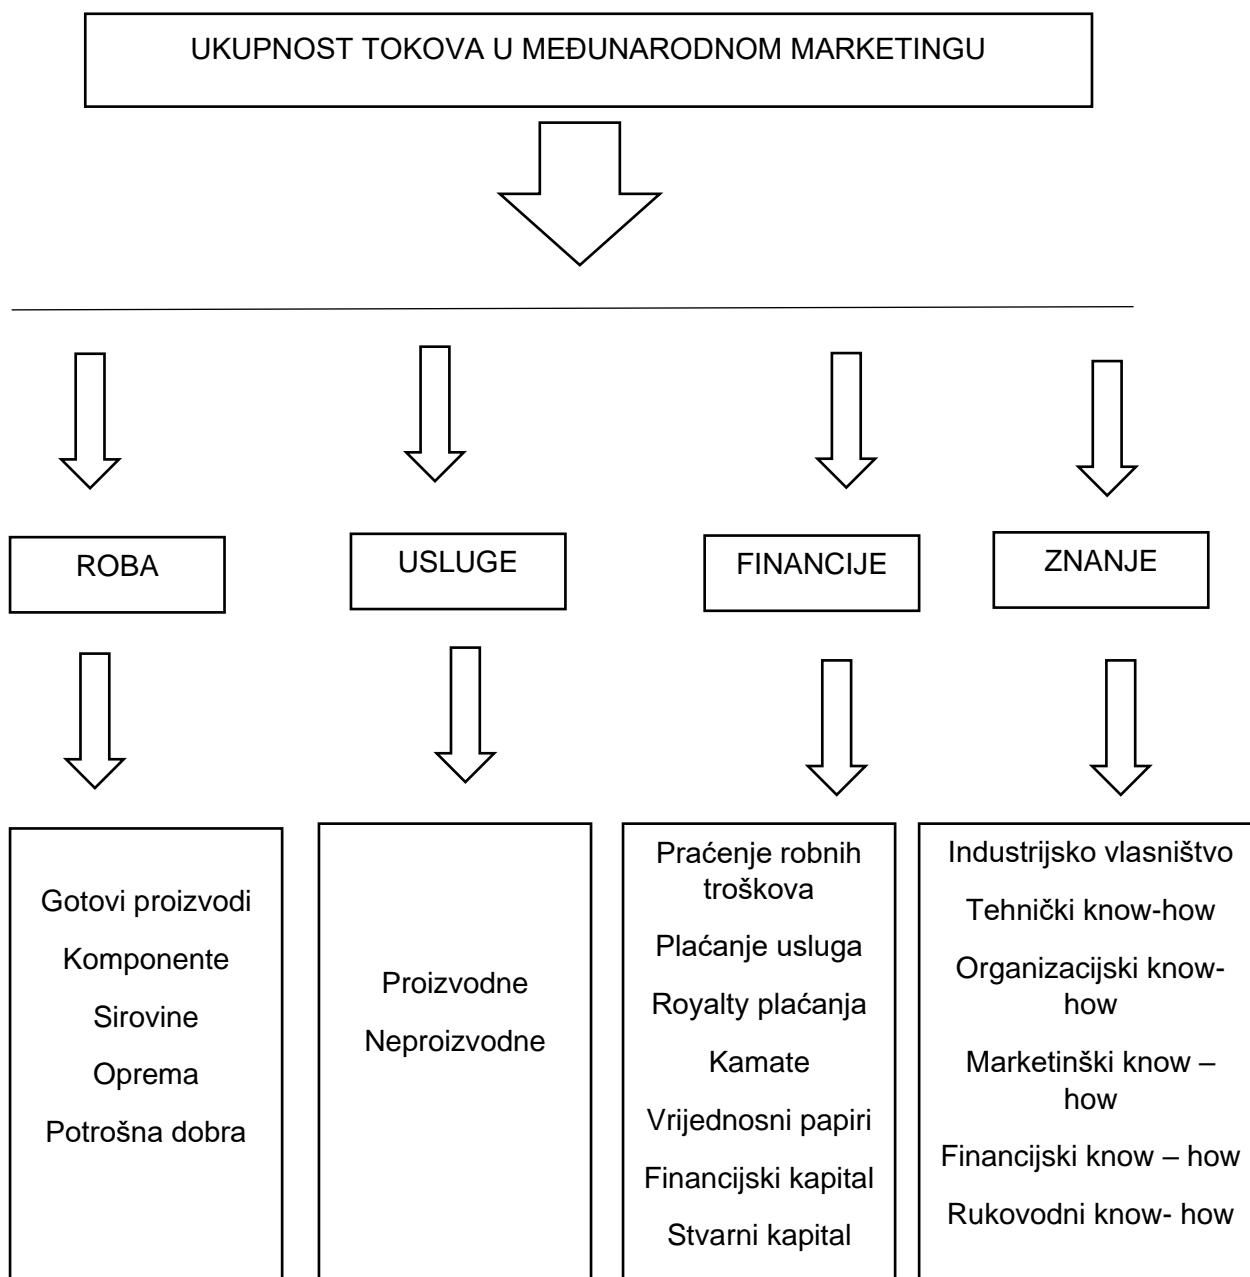 UKUPNOST TOKOVA U MEĐUNARODNOM MARKETINGU
ROBA
USLUGE
FINANCIJE
ZNANJE
Gotovi proizvodi
Komponente
Sirovine
Oprema
Potrošna dobra
Proizvodne
Neproizvodne
Praćenje robnih
troškova
Plaćanje usluga
Royalty plaćanja
Kamate
Vrijednosni papiri
Financijski kapital
Stvarni kapital
Industrijsko vlasništvo
Tehnički know-how
Organizacijski know-
how
Marketinški know –
how
Financijski know – how
Rukovodni know- how